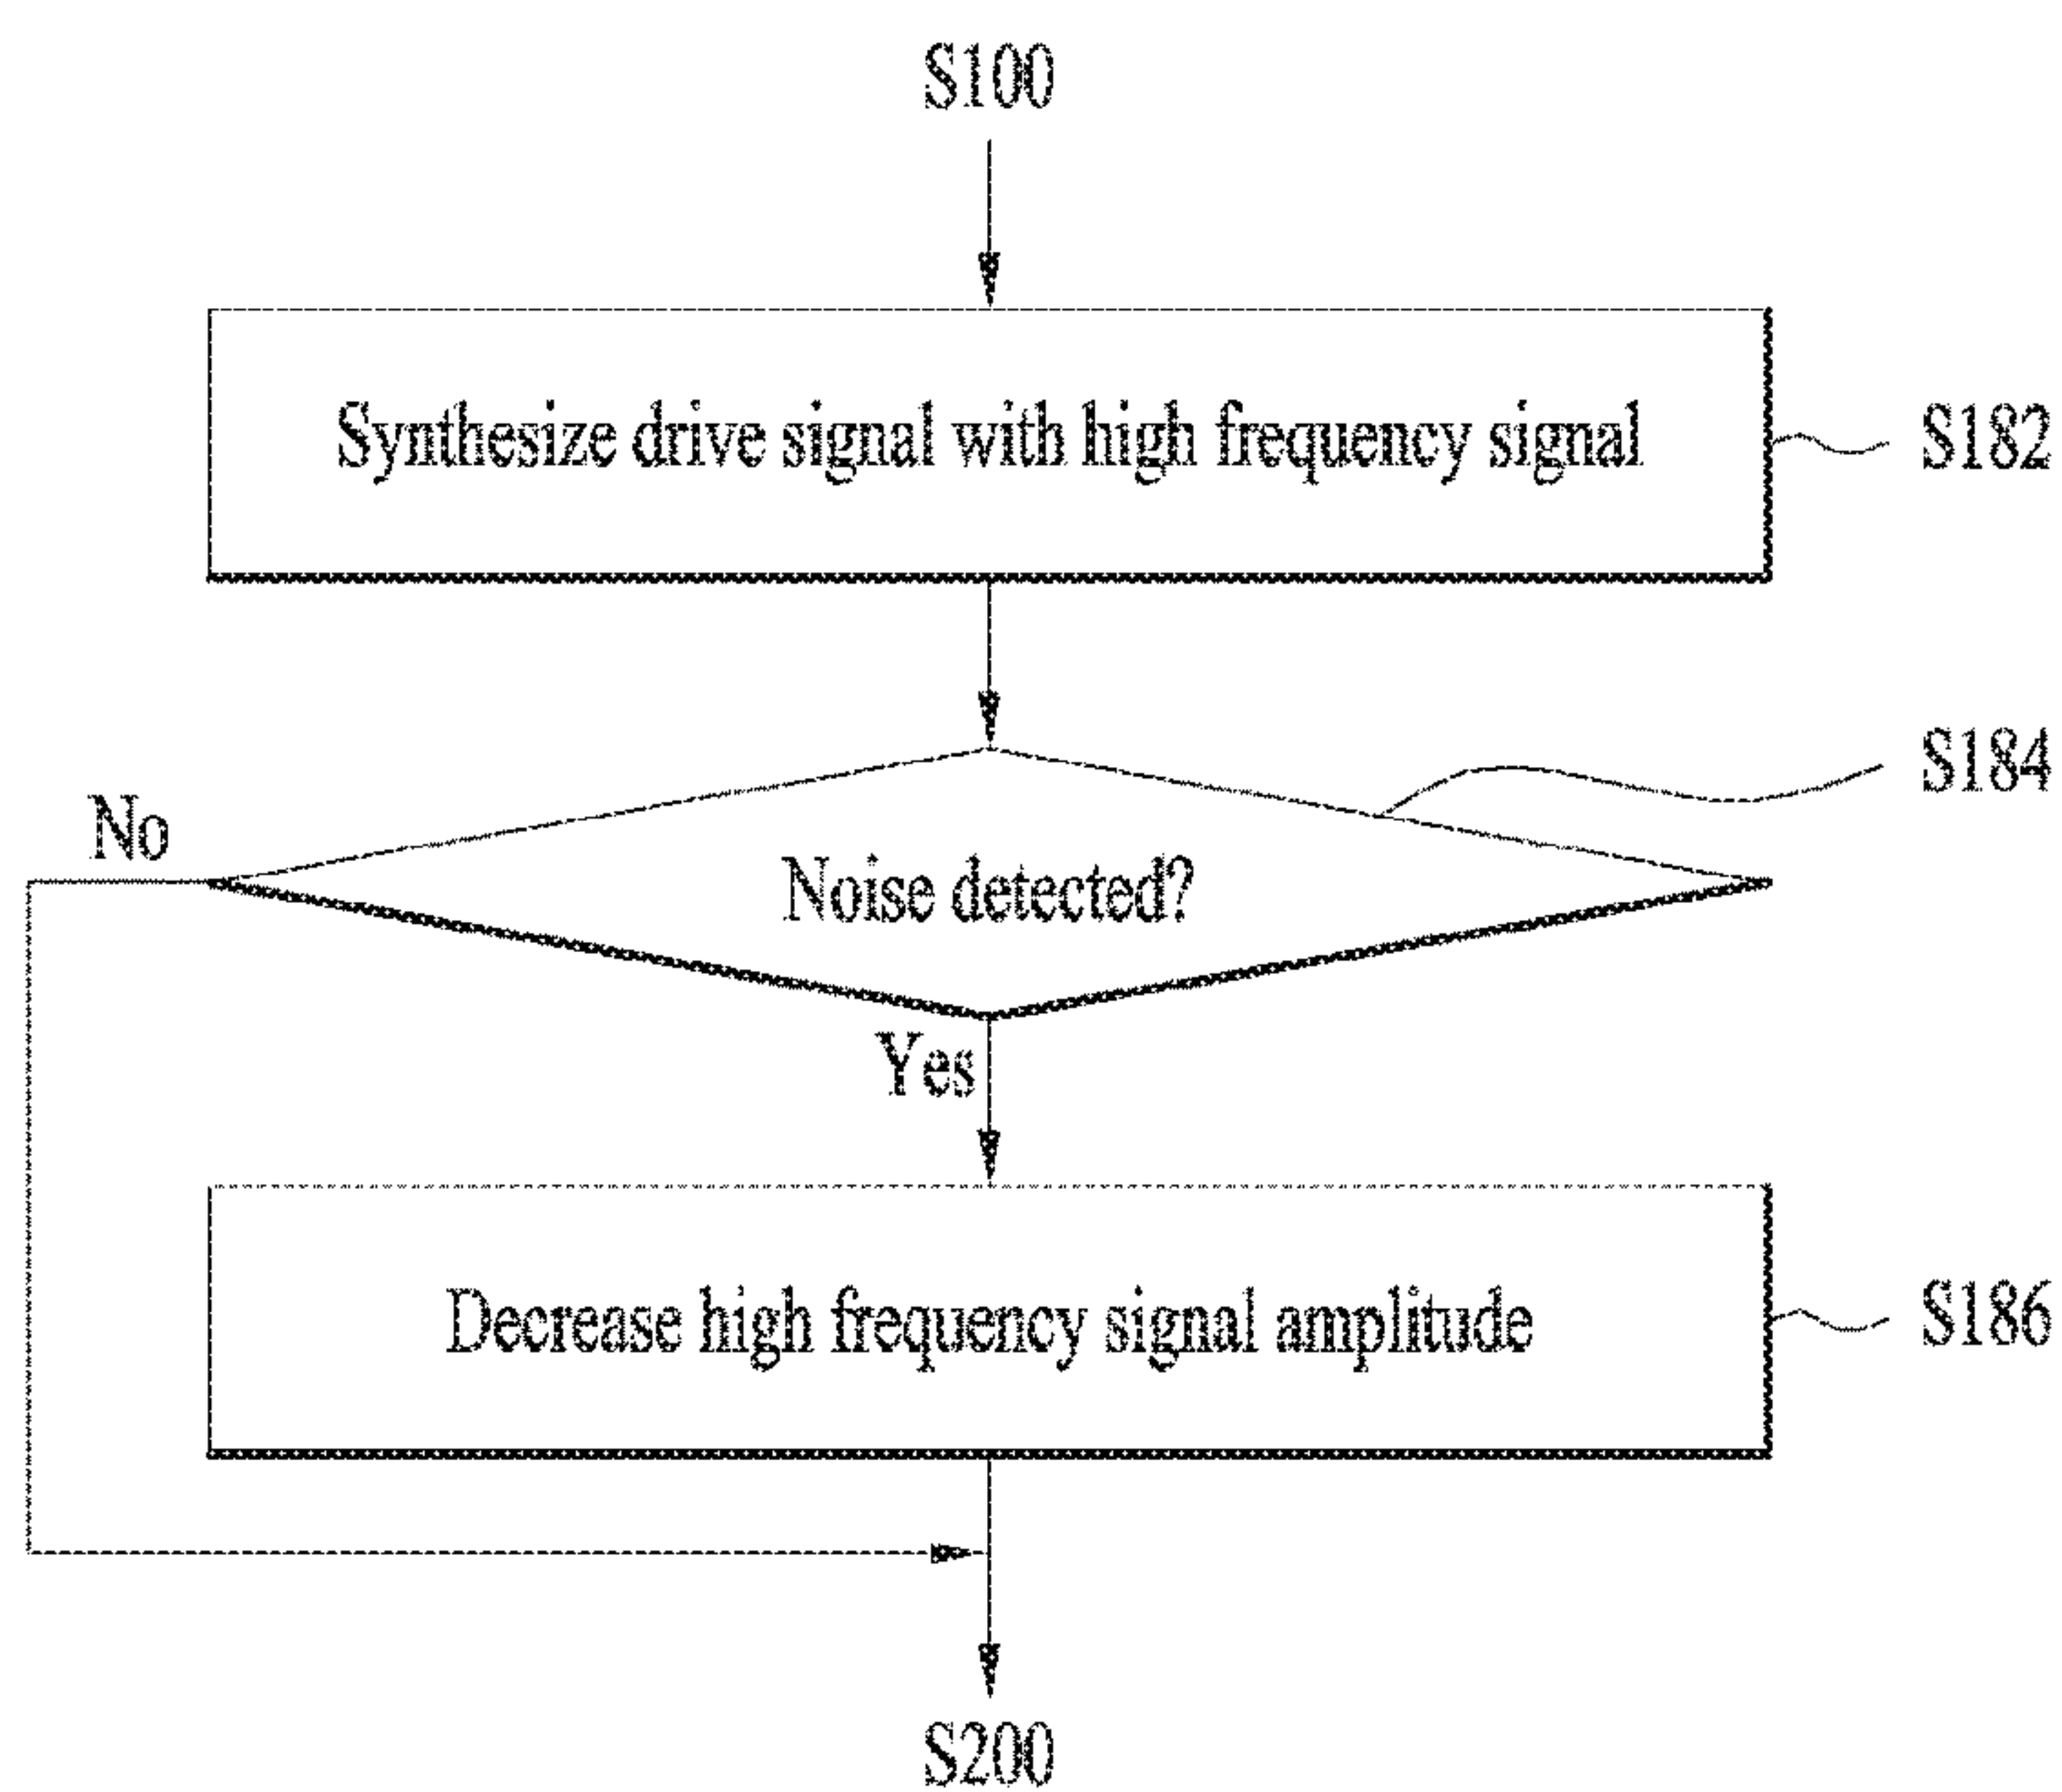 S100
Synthesize drive signal with high frequency signal
S182
S184
No
Noise detected?
Yes
Decrease high frequency signal amplitude
S186
S200